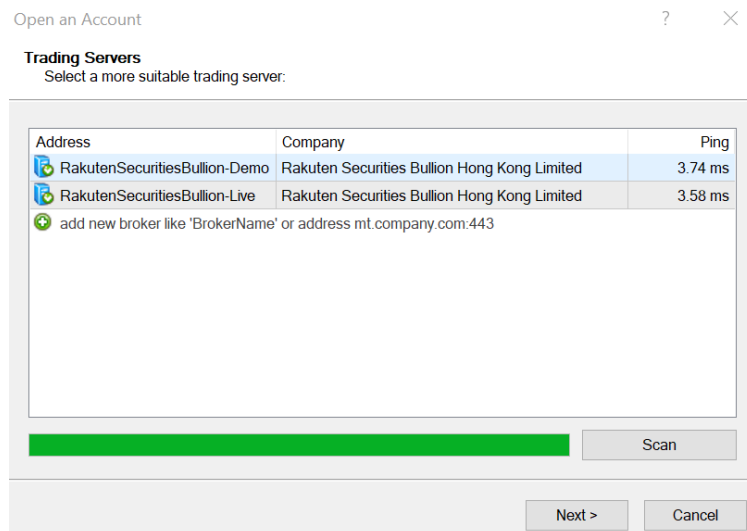 Open an Account ?
Trading Servers
Select a more suitable trading server:
Address Company Ping
RakutenSecuritiesBullion-Demo Rakuten Securities Bullion Hong Kong Limited 3.74 ms
RakutenSecuritiesBullion-Live Rakuten Securities Bullion Hong Kong Limited 3.58 ms
add new broker like 'BrokerName' or address mt.company.com:443
Scan
Next > Cancel